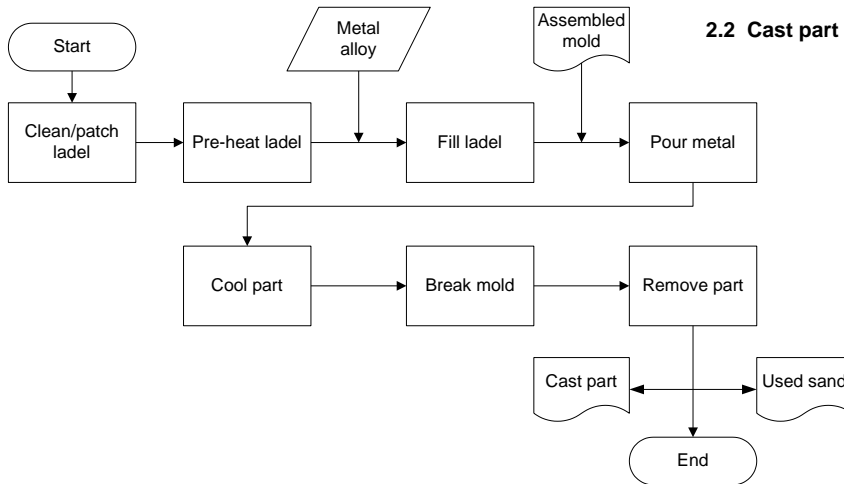 2.2 Cast part
Start
Metal
alloy
Assembled
mold
Clean/patch
ladel
Pre-heat ladel
Fill ladel
Pour metal
Cool part
Break mold
Remove part
Cast part
Used sand
End